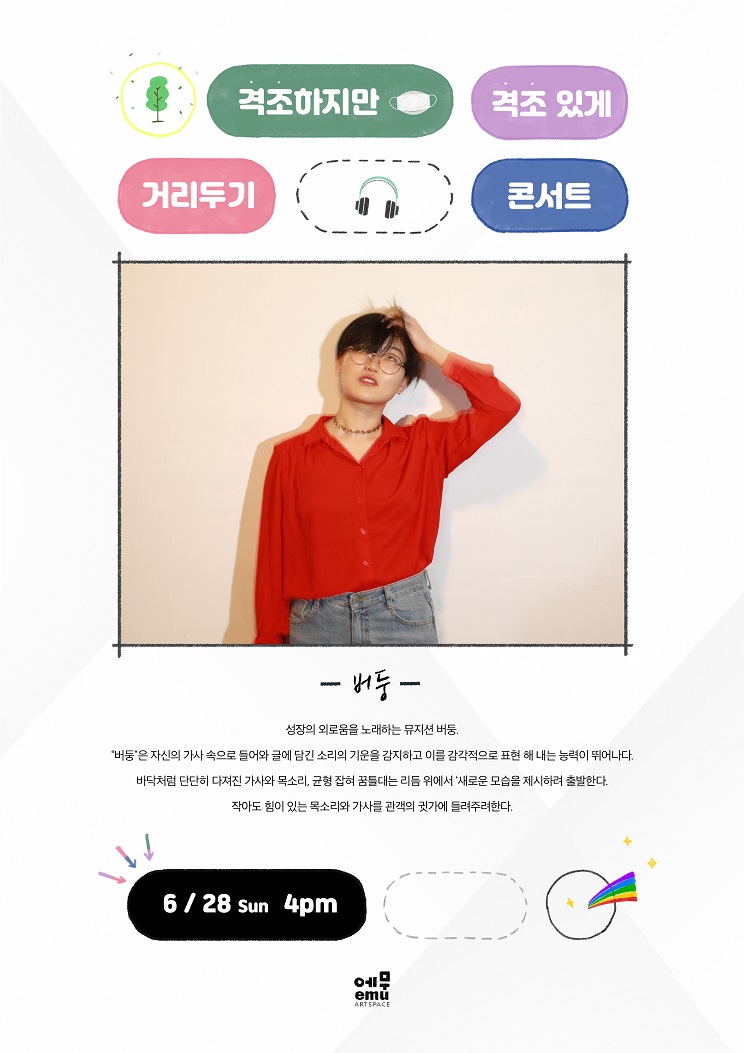 격조하지만 격조 있게
거리두기 콘서트
버둥
성장의 외로움을 노래하는 뮤지션 버둥.
"버둥"은 자신의 가사 속으로 들어와 글에 담긴 소리의 기운을 감지하고 이를 감각적으로 표현 해 내는 능력이 뛰어나다.
바닥처럼 단단히 다져진 가사와 목소리, 균형 잡혀 꿈틀대는 리듬 위에서 '새로운 모습을 제시하려 출발한다.
작아도 힘이 있는 목소리와 가사를 관객의 귓가에 들려주려한다.
6 / 28 Sun 4pm
에무
emu
ARTSPACE